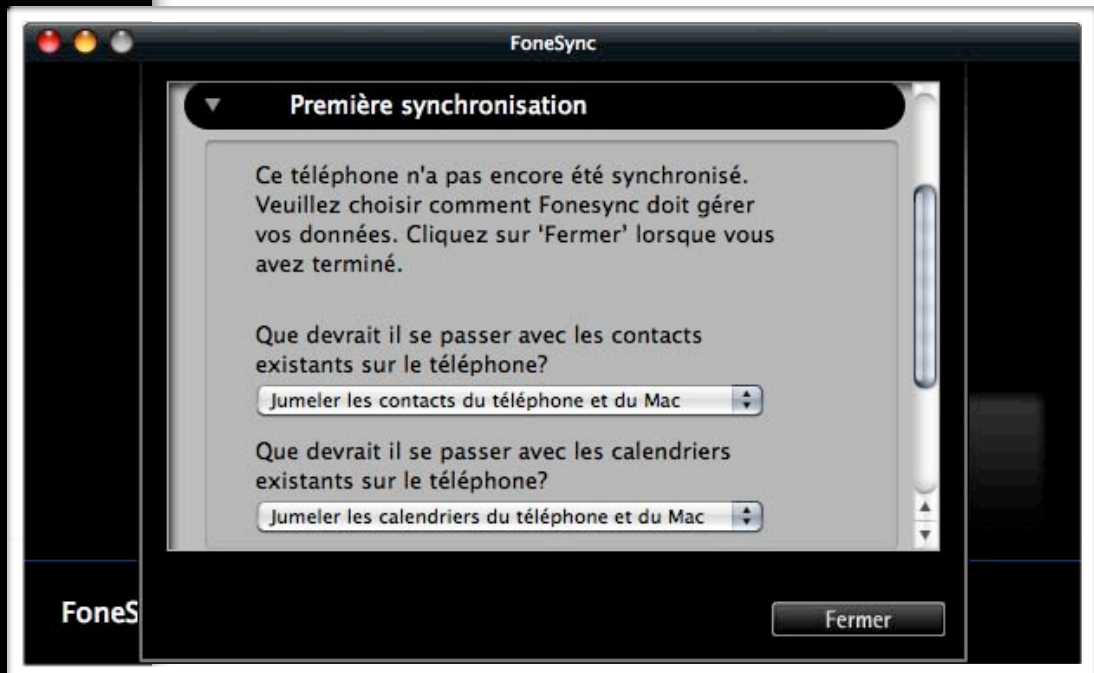 FoneSync
Première synchronisation
Ce téléphone n'a pas encore été synchronisé.
Veuillez choisir comment Fonesync doit gérer
vos données. Cliquez sur 'Fermer’ lorsque vous
avez terminé.
Que devrait il se passer avec les contacts
existants sur le téléphone?
Jumeler les contacts du téléphone et du Mac
Que devrait il se passer avec les calendriers
existants sur le téléphone?
Jumeler les calendriers du téléphone et du Mac
FoneS
Fermer